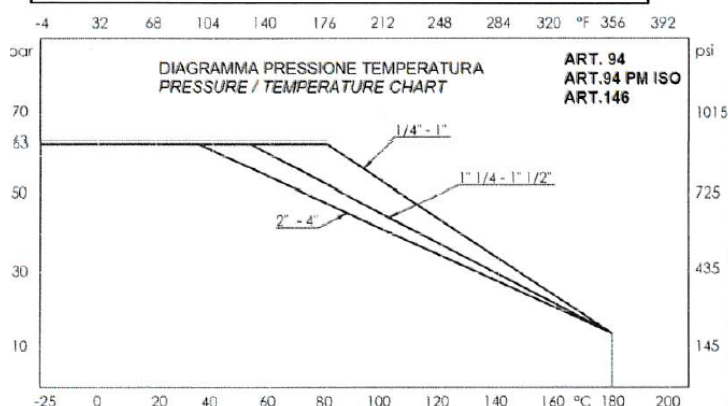 -4 32 68 104 140 176 212 248 284 320 °F 356 392
bar psi
DIAGRAMMA PRESSIONE TEMPERATURA
PRESSURE / TEMPERATURE CHART
ART. 94
ART.94 PM ISO
ART.146
70 1015
63
1/4" - 1"
1" 1/4 - 1" 1/2"
50 725
2" - 4"
30 435
10 145
-25 0 20 40 60 80 100 120 140 160 °C 180 200